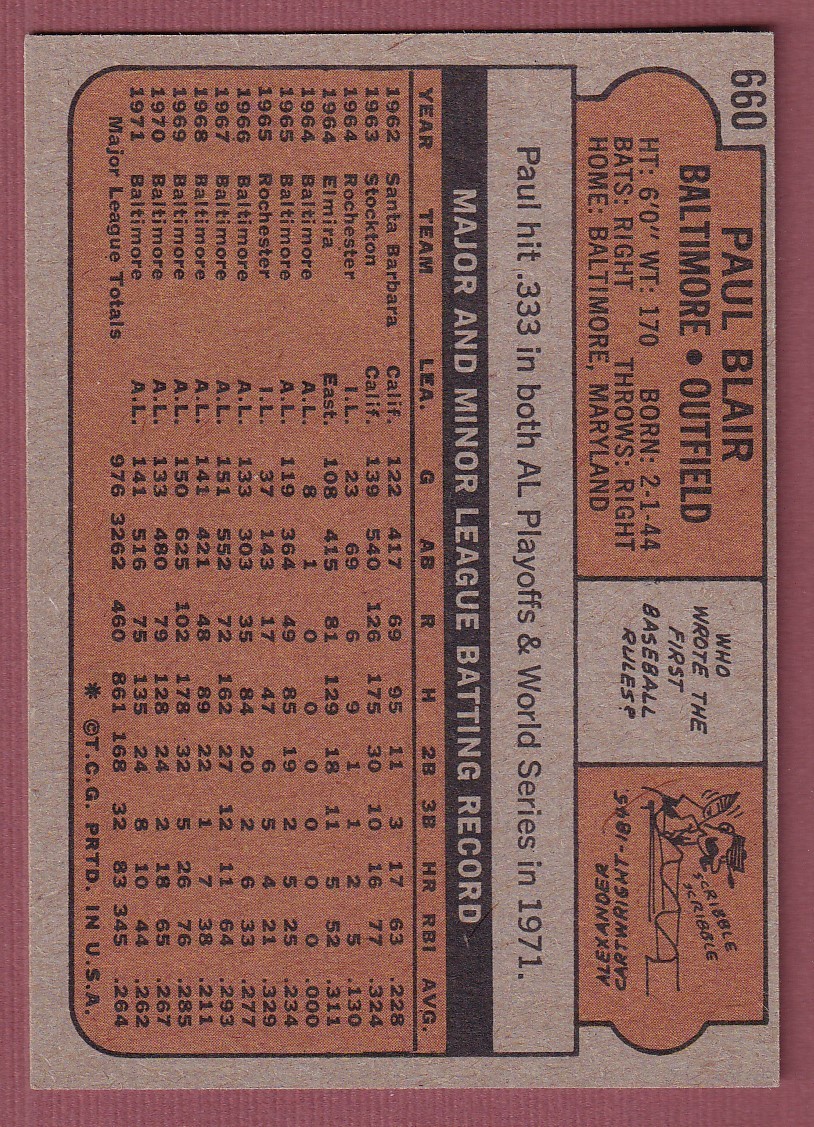 660
PAUL BLAIR
BALTIMORE • OUTFIELD
HT: 6'0" WT: 170 BORN: 2-1-44
BATS: RIGHT THROWS: RIGHT
HOME: BALTIMORE, MARYLAND
WHO
WROTE THE
FIRST
BASEBALL
RULES?
SCRIBBLE
SCRIBBLE
ALEXANDER
CARTWRIGHT-1845.
Paul hit .333 in both AL Playoffs & World Series in 1971.
MAJOR AND MINOR LEAGUE BATTING RECORD
YEAR TEAM LEA. G AB R H 2B 3B HR RBI AVG.
1962 Santa Barbara Calif. 122 417 69 95 11 3 17 63 .228
1963 Stockton Calif. 139 540 126 175 30 10 16 77 .324
1964 Rochester I.L. 23 69 6 9 1 1 2 5 .130
1964 Elmira East. 108 415 81 129 18 11 5 52 .311
1964 Baltimore A.L. 8 1 0 0 0 0 0 0 .000
1965 Baltimore A.L. 119 364 49 85 19 2 5 25 .234
1965 Rochester I.L. 37 143 17 47 6 5 4 21 .329
1966 Baltimore A.L. 133 303 35 84 20 2 6 33 .277
1967 Baltimore A.L. 151 552 72 162 27 12 11 64 .293
1968 Baltimore A.L. 141 421 48 89 22 1 7 38 .211
1969 Baltimore A.L. 150 625 102 178 32 5 26 76 .285
1970 Baltimore A.L. 133 480 79 128 24 2 18 65 .267
1971 Baltimore A.L. 141 516 75 135 24 8 10 44 .262
Major League Totals 976 3262 460 861 168 32 83 345 .264
* ©T.C.G. PRTD. IN U.S.A.